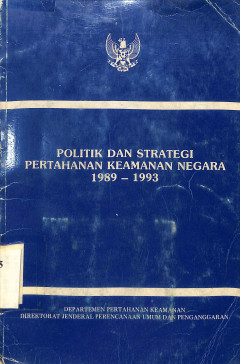 POLITIK DAN STRATEGI
PERTAHANAN KEAMANAN NEGARA
1989 – 1993
DEPARTEMEN PERTAHANAN KEAMANAN
DIREKTORAT JENDERAL PERENCANAAN UMUM DAN PENGANGGARAN